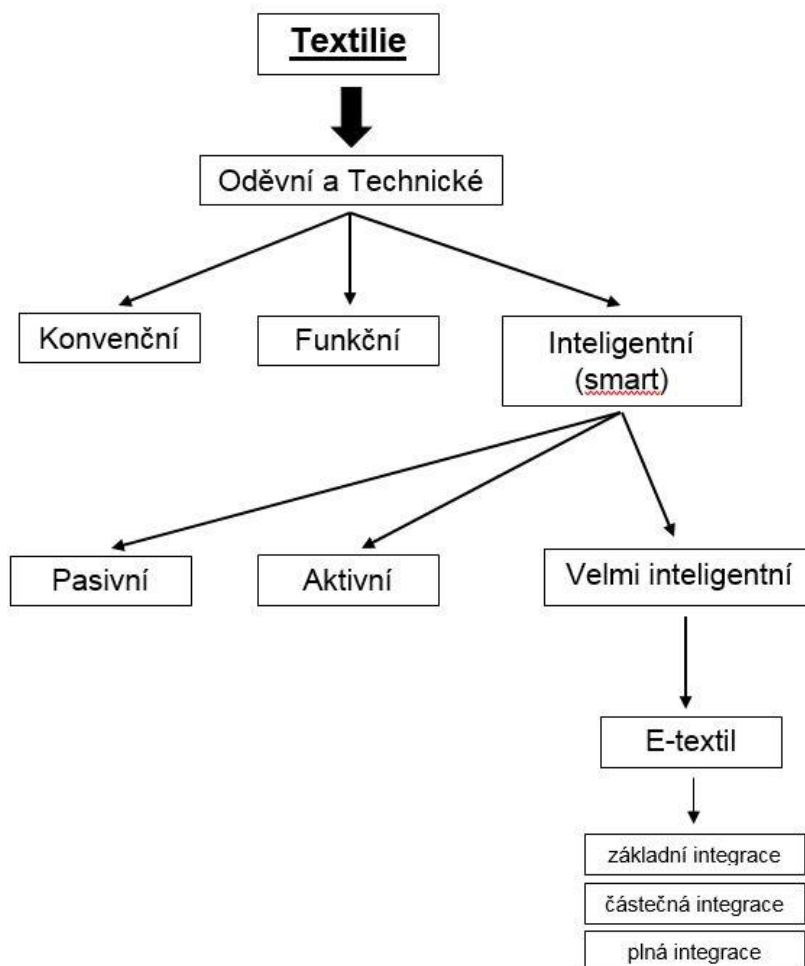 Textilie
Oděvní a Technické
Konvenční
Funkční
Inteligentní
(smart)
Pasivní
Aktivní
Velmi inteligentní
E-textil
základní integrace
částečná integrace
plná integrace